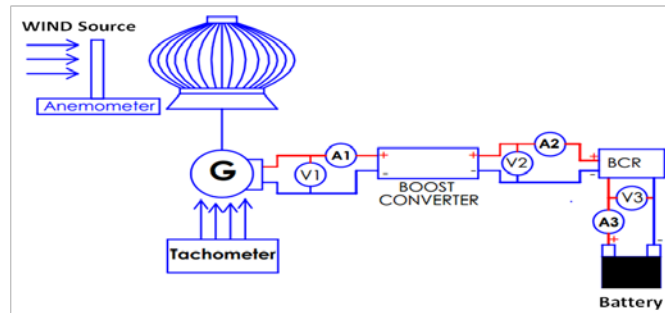 WIND Source
Anemometer
G
A1
V1
+
-
+
-
BOOST
CONVERTER
V2
A2
+
-
BCR
V3
A3
+
-
Tachometer
Battery